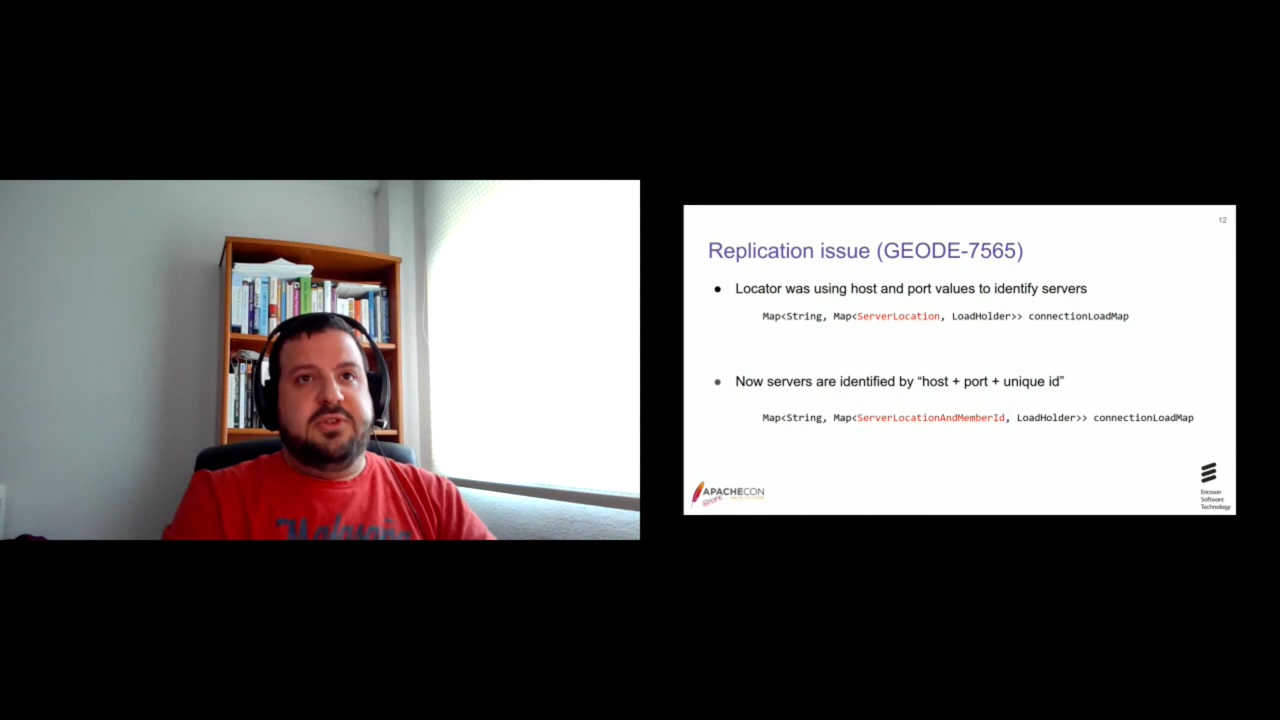 12
Replication issue (GEODE-7565)
● Locator was using host and port values to identify servers
Map<String, Map<ServerLocation, LoadHolder>> connectionLoadMap
● Now servers are identified by “host + port + unique id”
Map<String, Map<ServerLocationAndMemberId, LoadHolder>> connectionLoadMap
APACHECON
@HOME
Ericsson
Software
Technology